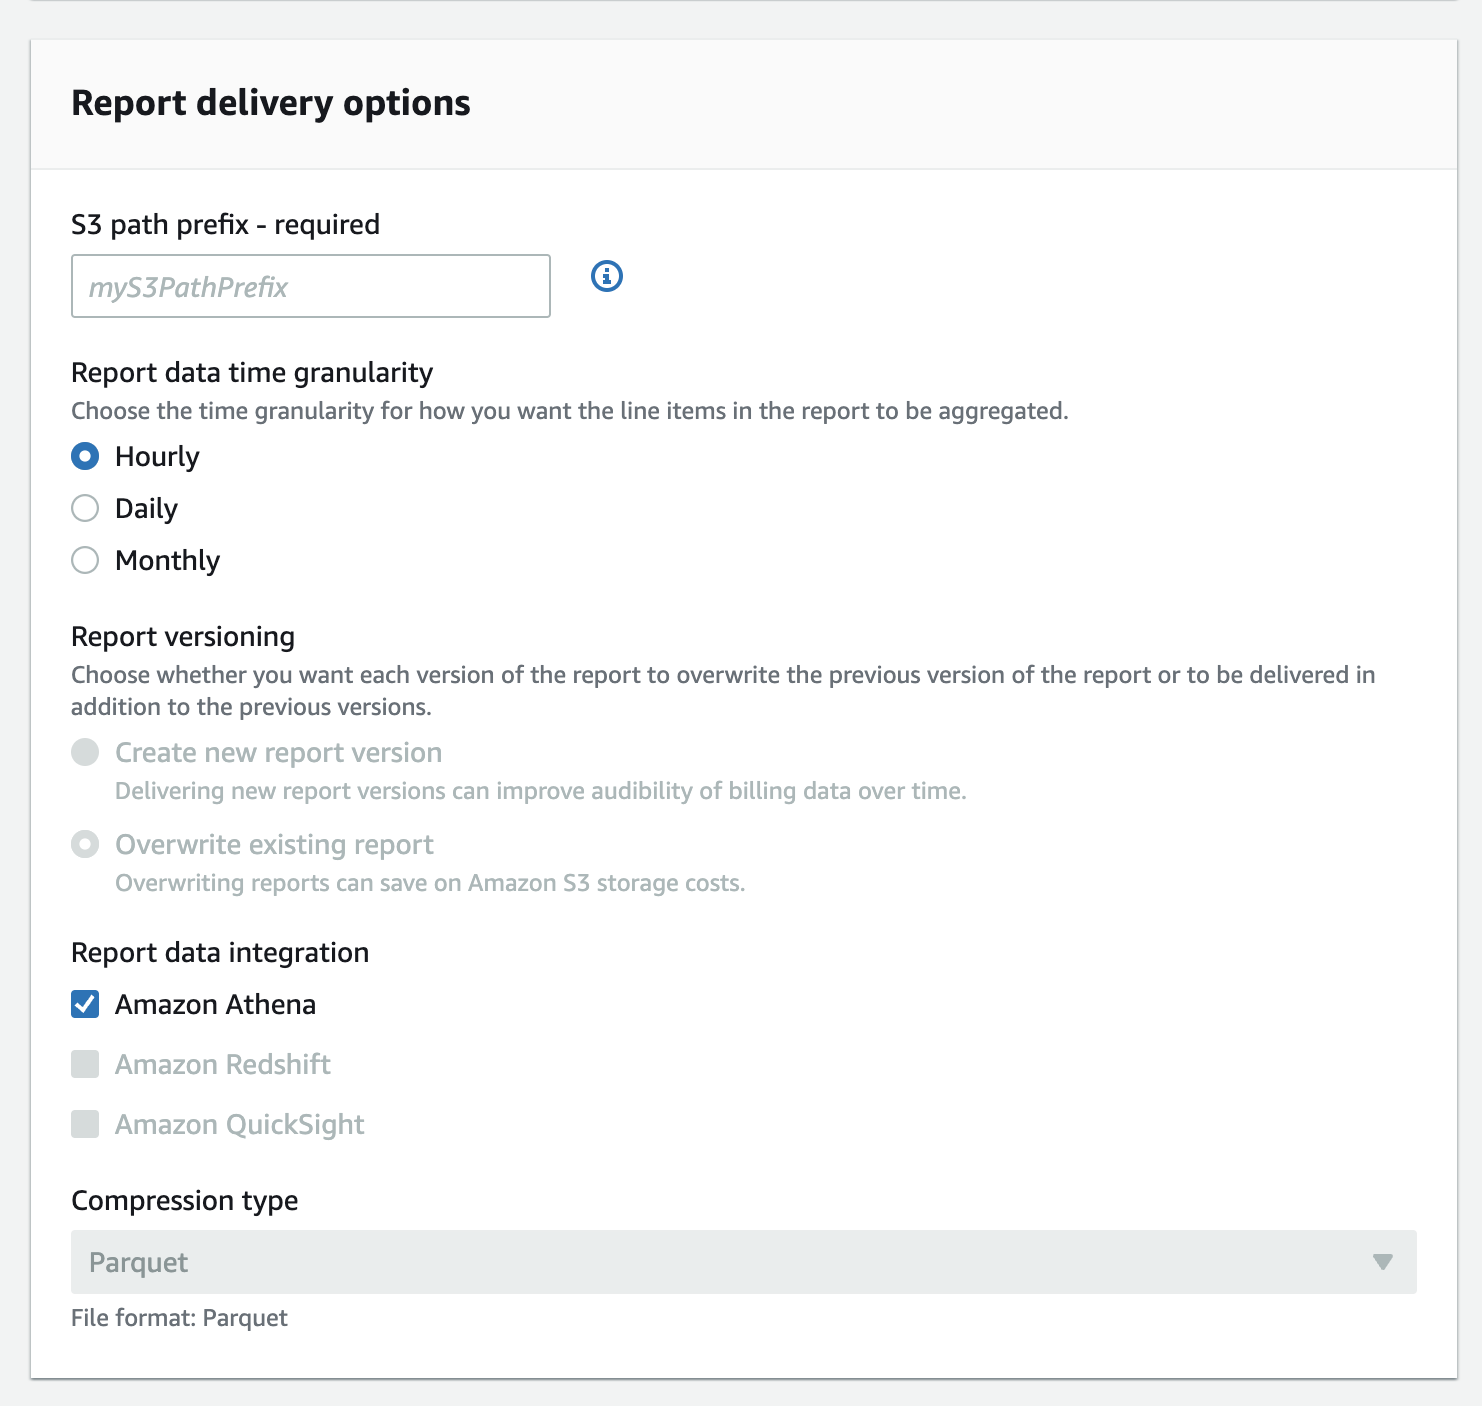 Report delivery options
S3 path prefix - required
myS3PathPrefix
Report data time granularity
Choose the time granularity for how you want the line items in the report to be aggregated.
Hourly
Daily
Monthly
Report versioning
Choose whether you want each version of the report to overwrite the previous version of the report or to be delivered in
addition to the previous versions.
Create new report version
Delivering new report versions can improve audibility of billing data over time.
Overwrite existing report
Overwriting reports can save on Amazon S3 storage costs.
Report data integration
Amazon Athena
Amazon Redshift
Amazon QuickSight
Compression type
Parquet
File format: Parquet